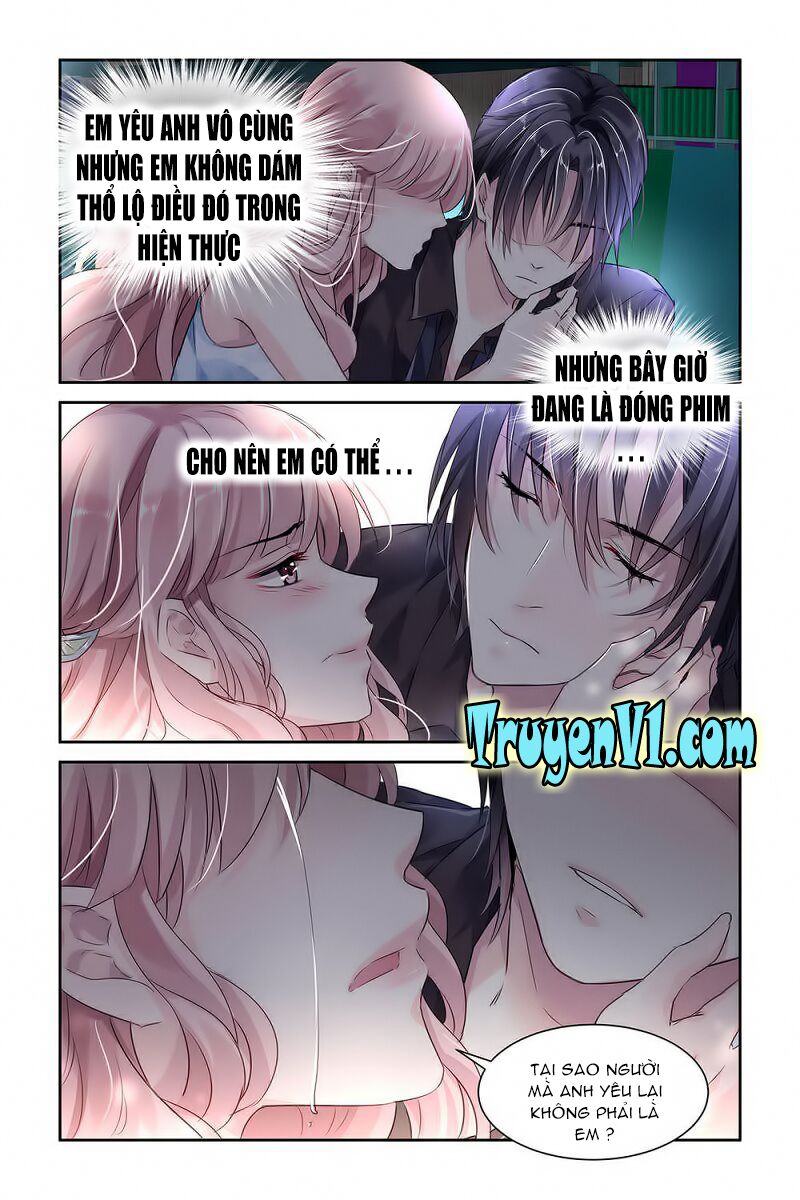 EM YÊU ANH VÔ CÙNG
NHƯNG EM KHÔNG DÁM
THỔ LỘ ĐIỀU ĐÓ TRONG
HIỆN THỰC
NHƯNG BÂY GIỜ
ĐANG LÀ ĐÓNG PHIM
...
CHO NÊN EM CÓ THỂ ...
TruyenV1.com
TẠI SAO NGƯỜI
MÀ ANH YÊU LẠI
KHÔNG PHẢI LÀ
EM ?